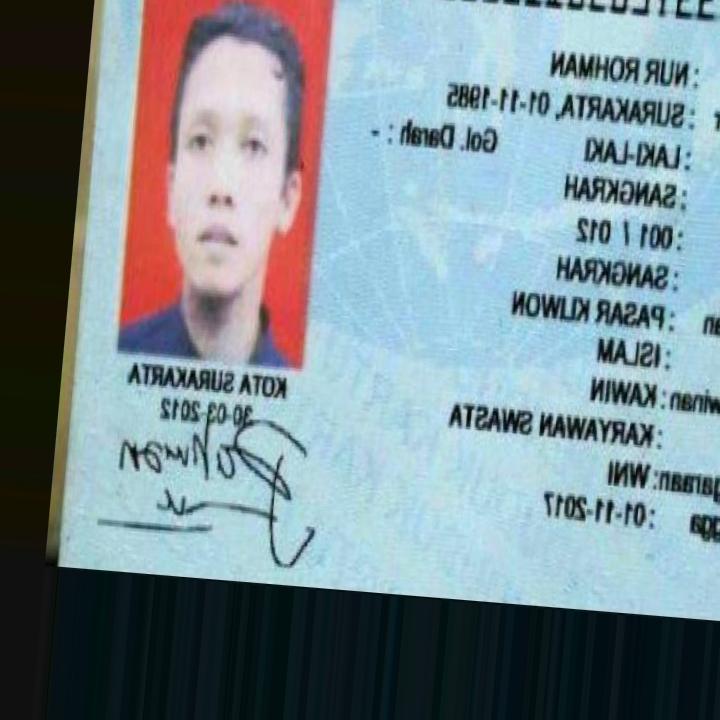 : NUR ROHMAN
: SURAKARTA, 01-11-1985
: LAKI-LAKI Gol. Darah : -
: SANGKRAH
: 001 / 012
: SANGKRAH
: PASAR KLIWON
: ISLAM
: KAWIN
: KARYAWAN SWASTA
: WNI
: 01-11-2017
KOTA SURAKARTA
30-03-2012